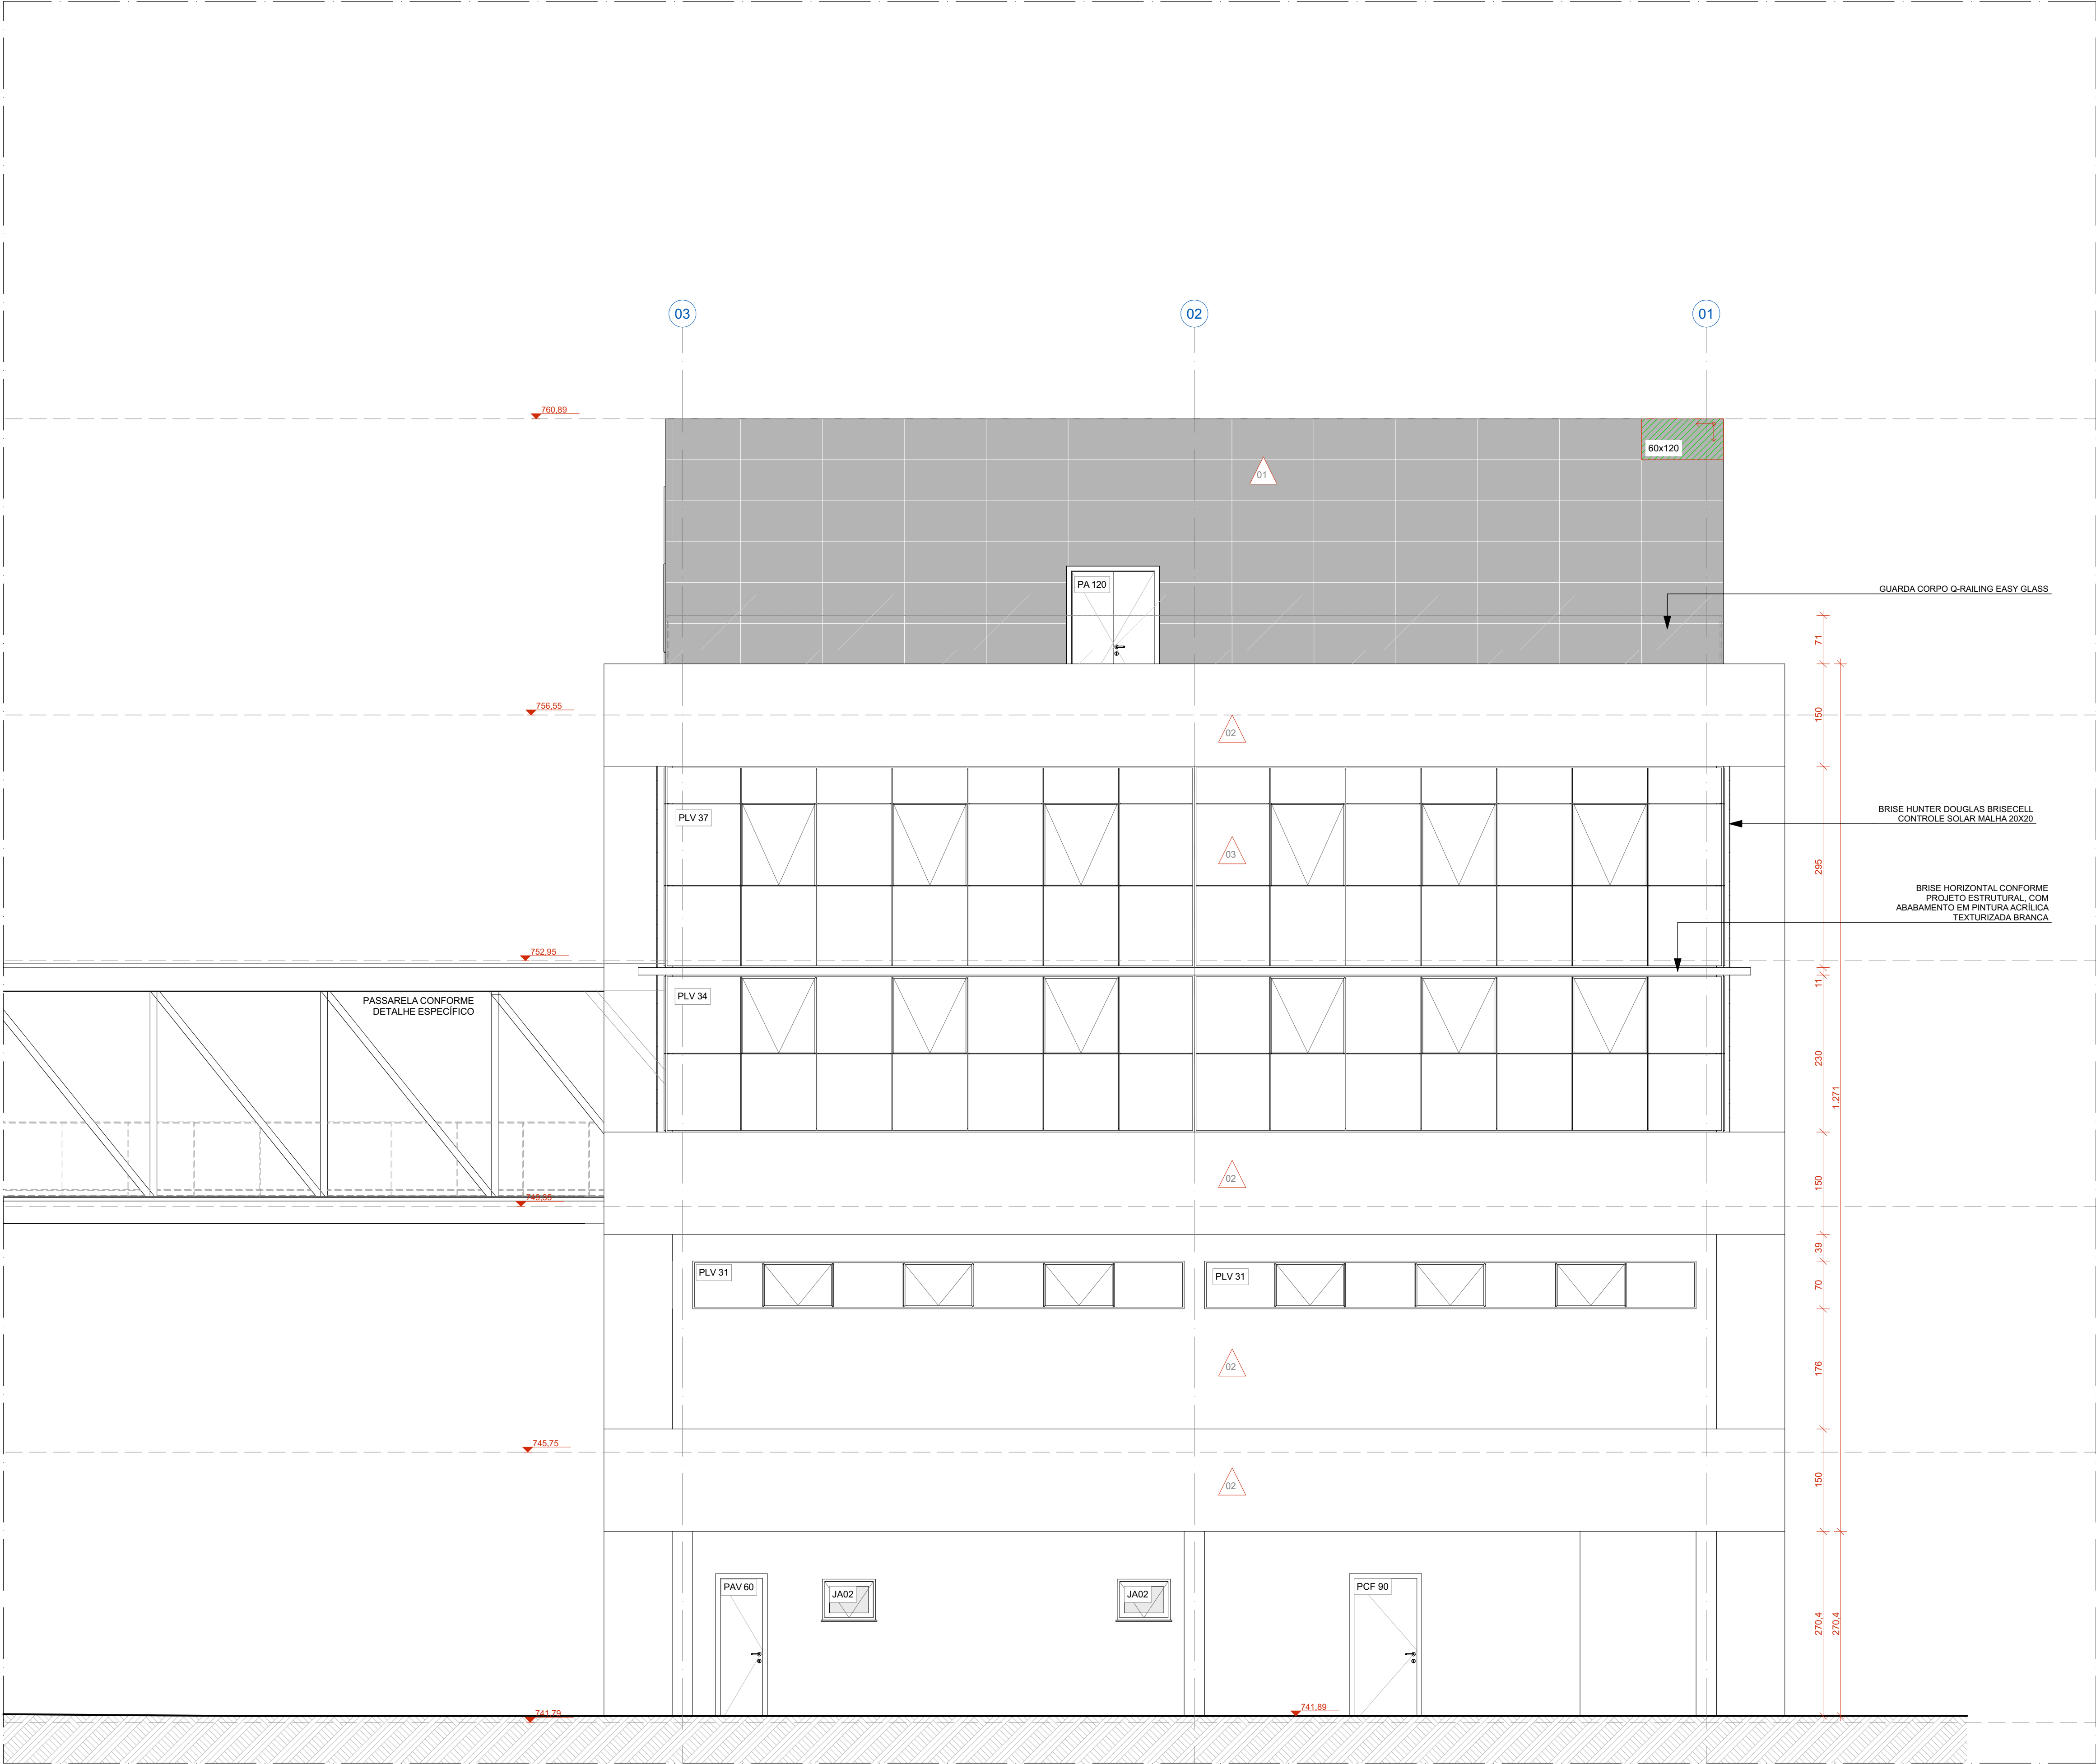 03
02
01
760,89
60x120
01
PA 120
GUARDA CORPO Q-RAILING EASY GLASS
71
756,55
150
02
PLV 37
BRISE HUNTER DOUGLAS BRISECELL
CONTROLE SOLAR MALHA 20X20
03
295
BRISE HORIZONTAL CONFORME
PROJETO ESTRUTURAL, COM
ABABAMENTO EM PINTURA ACRÍLICA
TEXTURIZADA BRANCA
752,95
11
PLV 34
PASSARELA CONFORME
DETALHE ESPECÍFICO
230
1.271
02
150
749,35
39
PLV 31
PLV 31
70
02
176
745,75
02
150
PAV 60
JA02
JA02
PCF 90
270,4
270,4
741,79
741,89